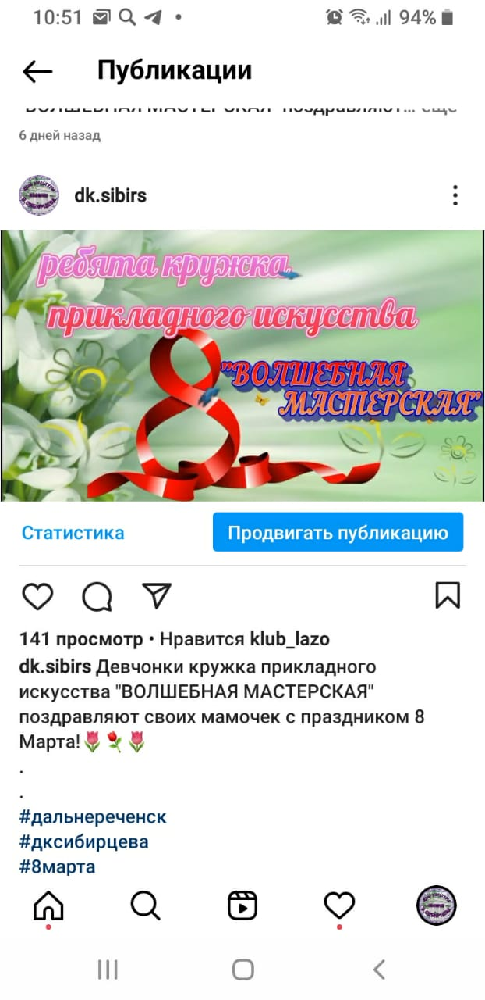 10:51
94%
Публикации
"ВОЛШЕБНАЯ МАСТЕРСКАЯ" поздравляют... ещё
6 дней назад
dk.sibirs
ребята кружка
прикладного искусства
"ВОЛШЕБНАЯ
МАСТЕРСКАЯ"
Статистика
Продвигать публикацию
141 просмотр • Нравится klub_lazo
dk.sibirs Девчонки кружка прикладного
искусства "ВОЛШЕБНАЯ МАСТЕРСКАЯ"
поздравляют своих мамочек с праздником 8
Марта!🌷🌹🌷
.
.
#дальнереченск
#дксибирцева
#8марта